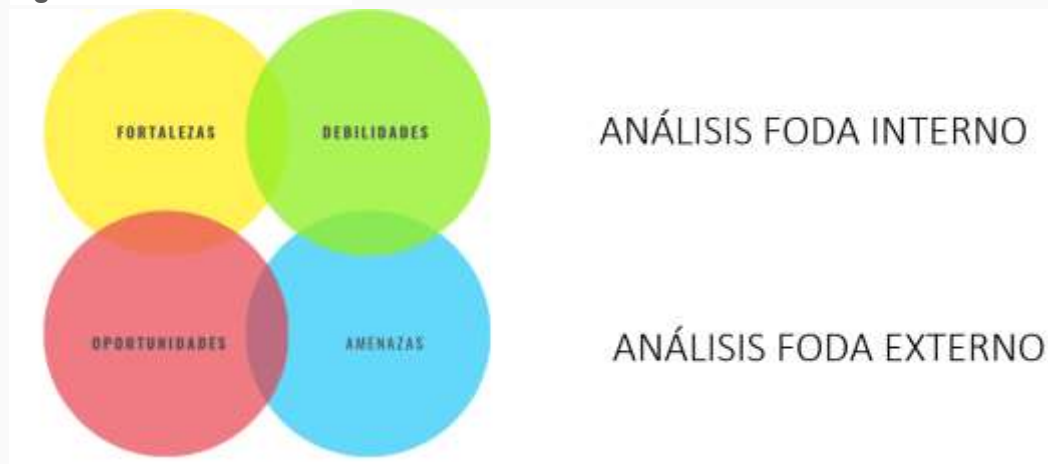 FORTALEZAS
DEBILIDADES
ANÁLISIS FODA INTERNO
OPORTUNIDADES
AMENAZAS
ANÁLISIS FODA EXTERNO